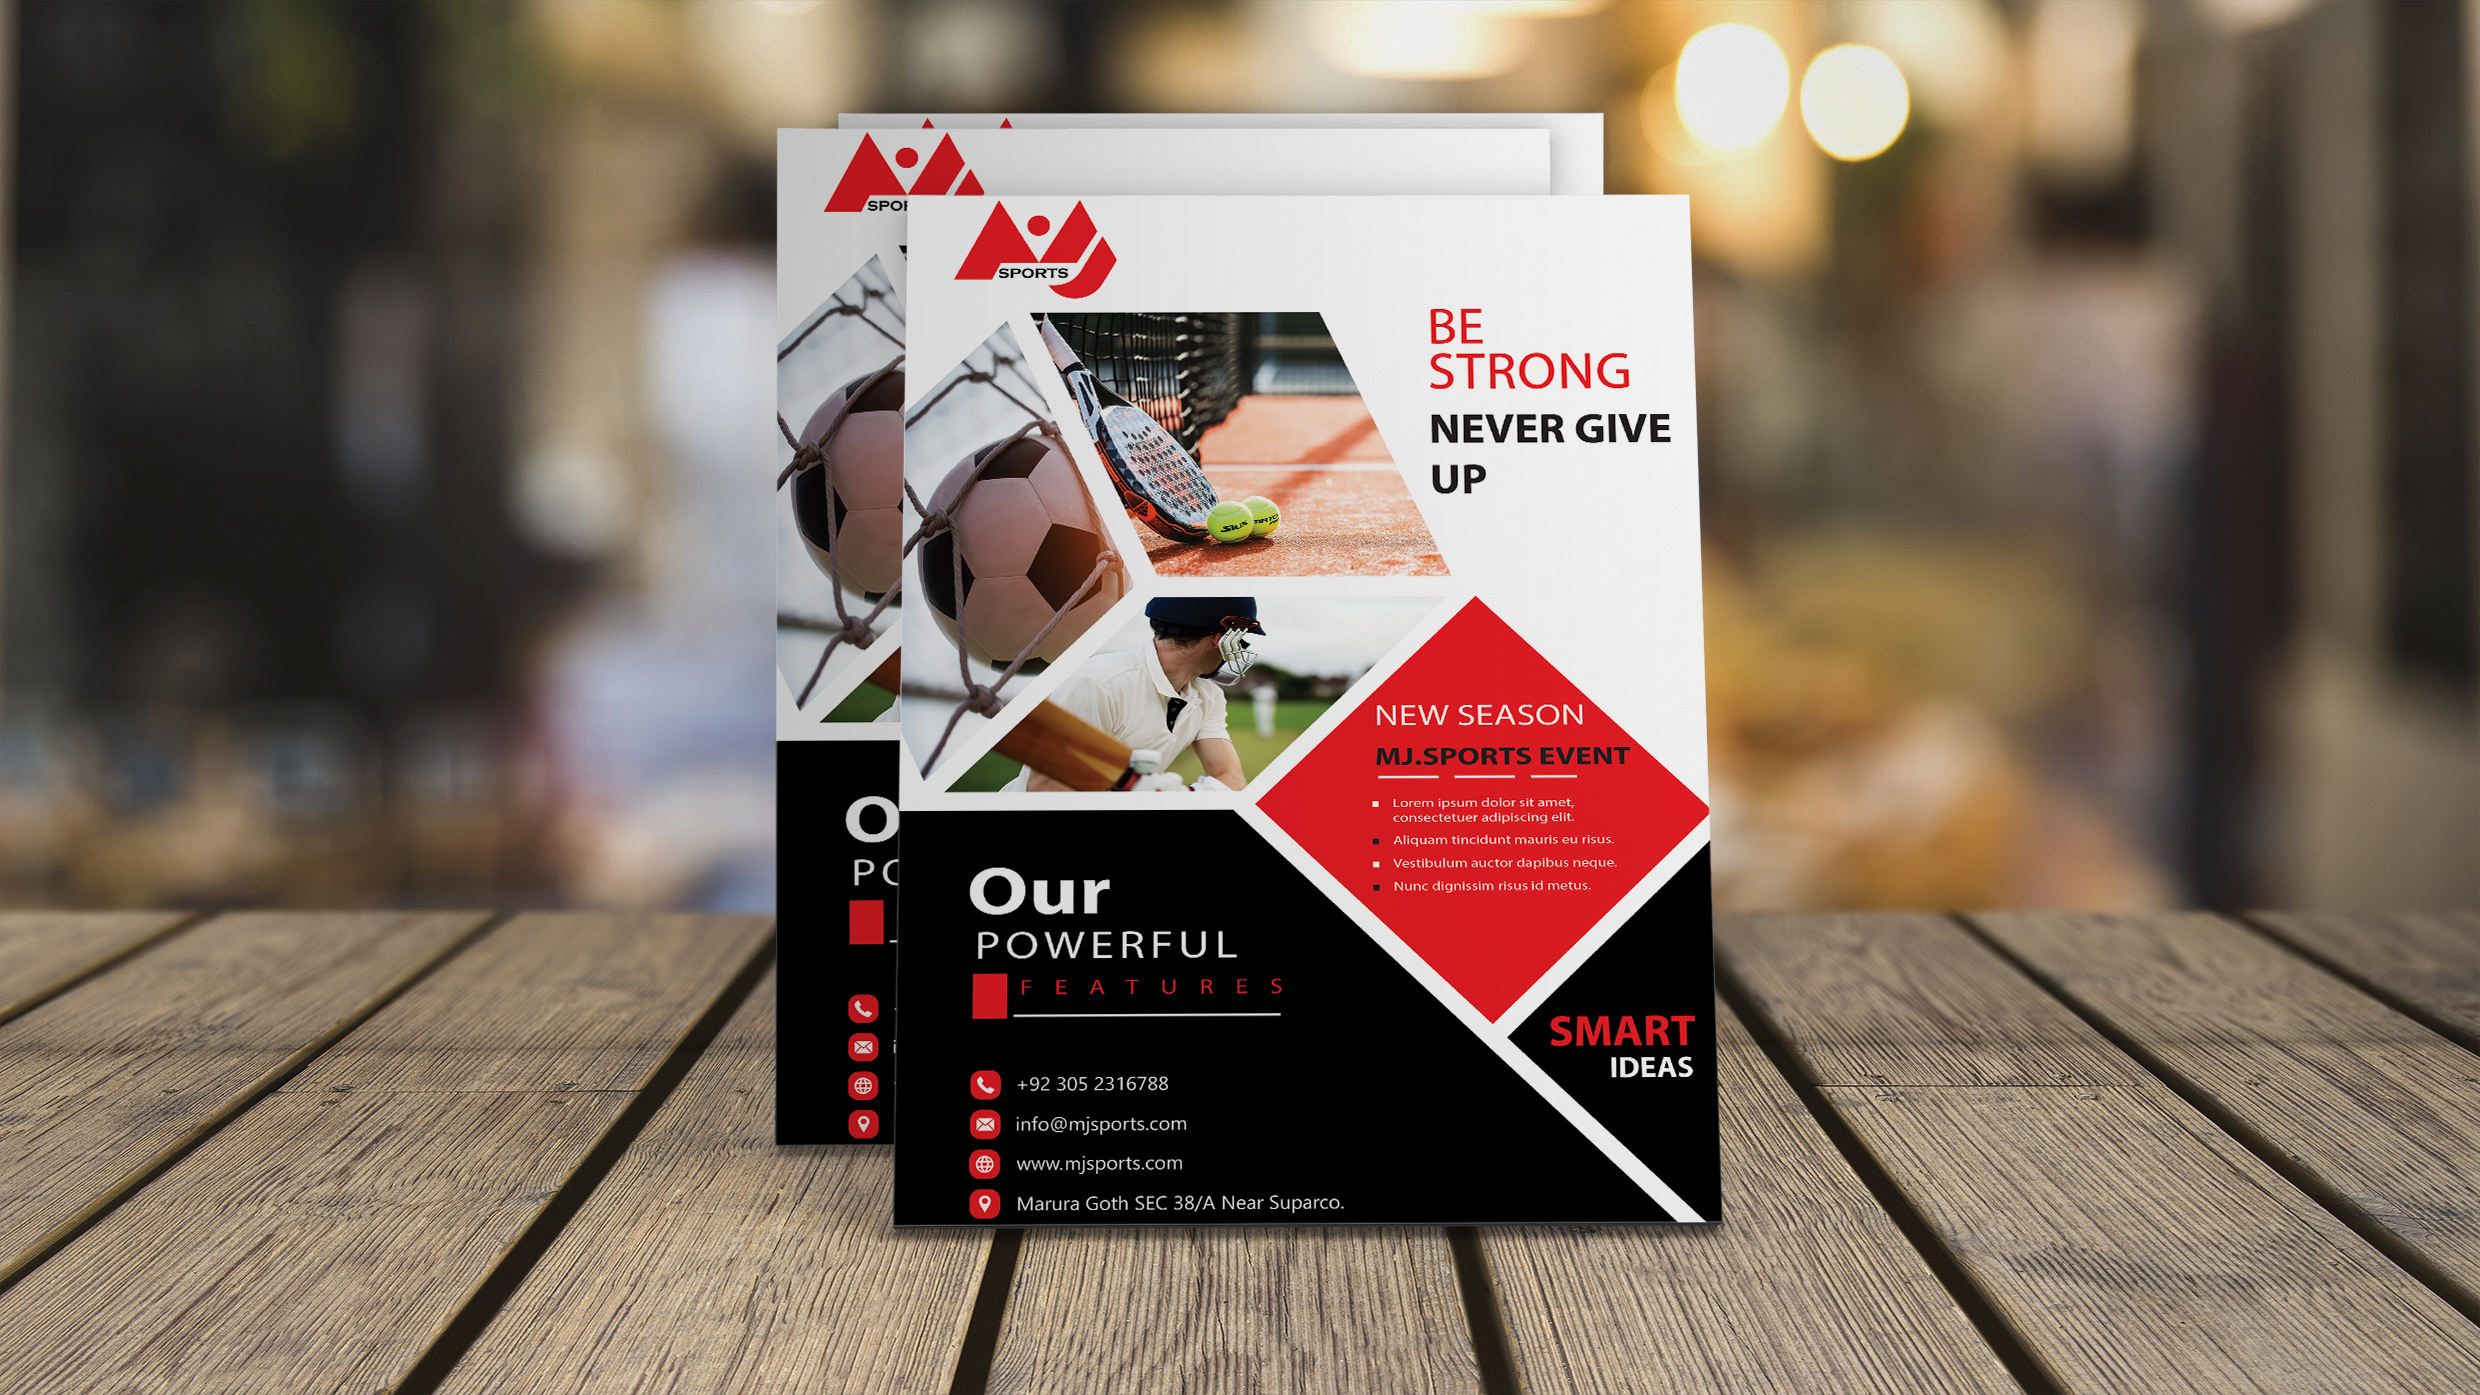 SPORTS
BE
STRONG
NEVER GIVE
UP
NEW SEASON
MJ.SPORTS EVENT
Lorem ipsum dolor sit amet,
consectetuer adipiscing elit.
Aliquam tincidunt mauris eu risus.
Vestibulum auctor dapibus neque.
Nunc dignissim risus id metus.
Our
POWERFUL
FEATURES
SMART
IDEAS
+92 305 2316788
info@mjsports.com
www.mjsports.com
Marura Goth SEC 38/A Near Suparco.